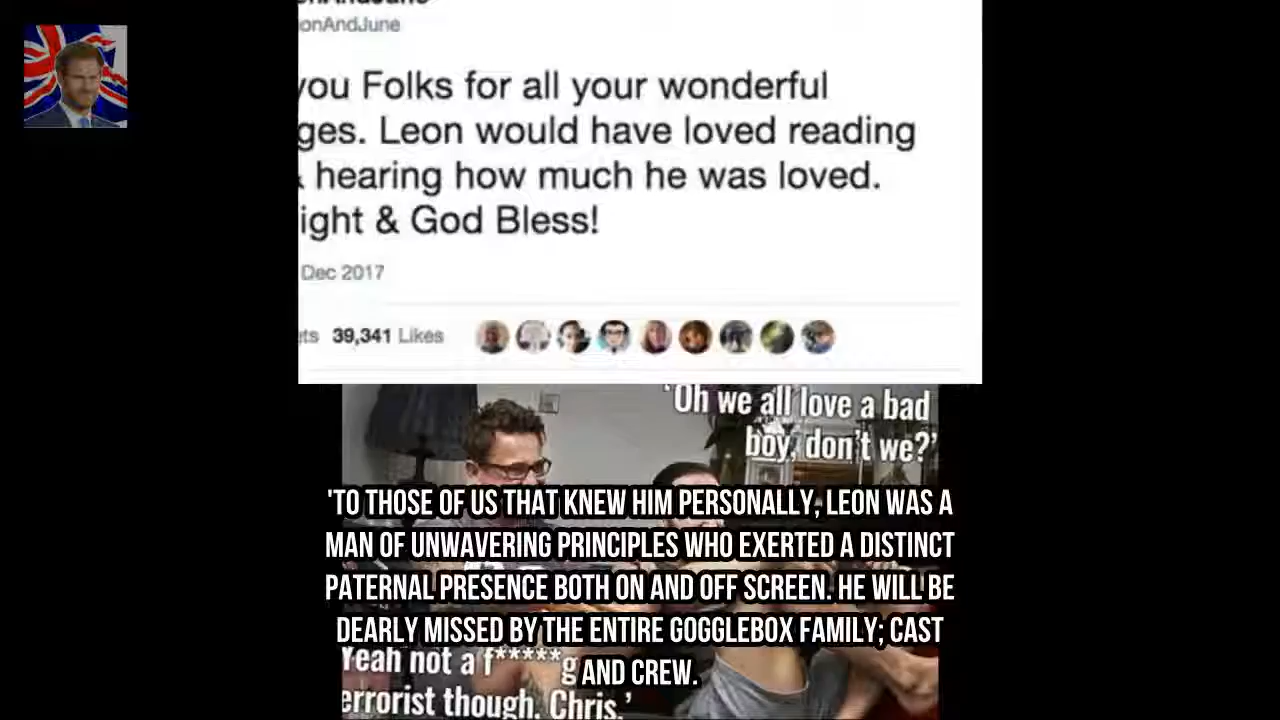 onAndJune
you Folks for all your wonderful
ges. Leon would have loved reading
& hearing how much he was loved.
ight & God Bless!
Dec 2017
ts 39,341 Likes
'Oh we all love a bad
boy, don't we?'
'TO THOSE OF US THAT KNEW HIM PERSONALLY, LEON WAS A
MAN OF UNWAVERING PRINCIPLES WHO EXERTED A DISTINCT
PATERNAL PRESENCE BOTH ON AND OFF SCREEN. HE WILL BE
DEARLY MISSED BY THE ENTIRE GOGGLEBOX FAMILY; CAST
AND CREW.
Yeah not a f*****g
errorist though, Chris.'